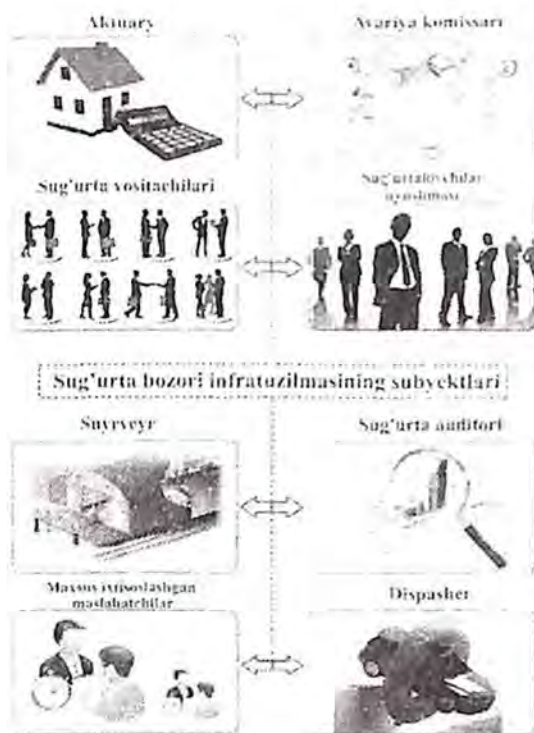 Aktuary
Avariya komissari
Sug'urta vositachilari
Sug'urtalovchilar
uyushmasi
Sug'urta bozori infratuzilmasining subyektlari
Syurveyr
Sug'urta auditori
Maxsus ixtisoslashgan
maslahatchilar
Dispasher